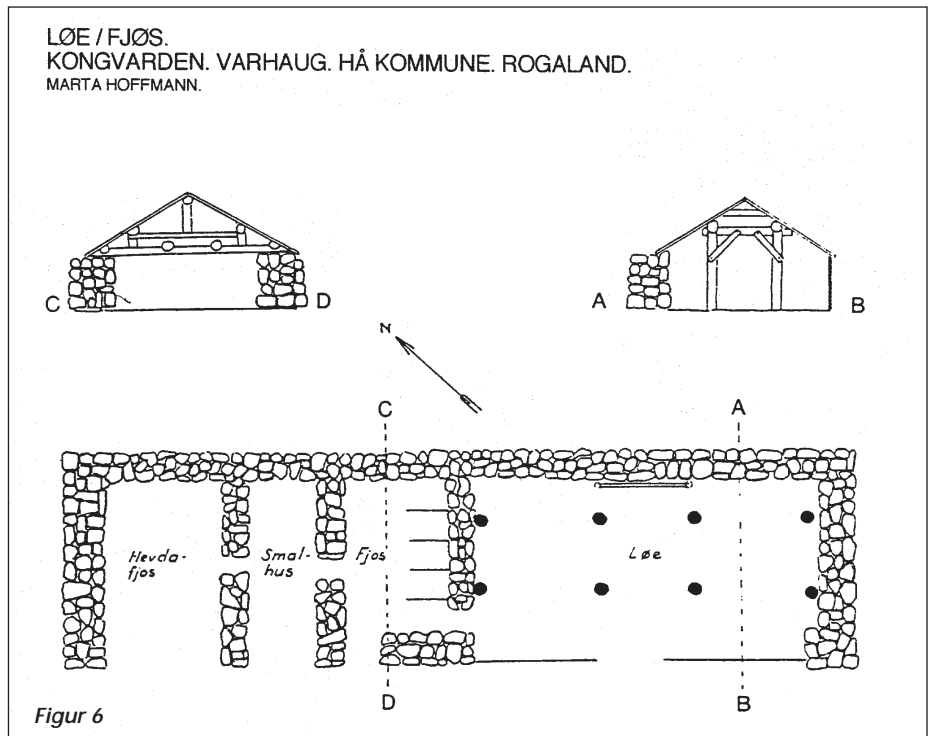 LØE / FJØS.
KONGVARDEN. VARHAUG. HÅ KOMMUNE. ROGALAND.
MARTA HOFFMANN.
C
D
A
B
N
C
A
Hevda-
fjos
Smal-
hus
Fjos
Løe
D
B
Figur 6